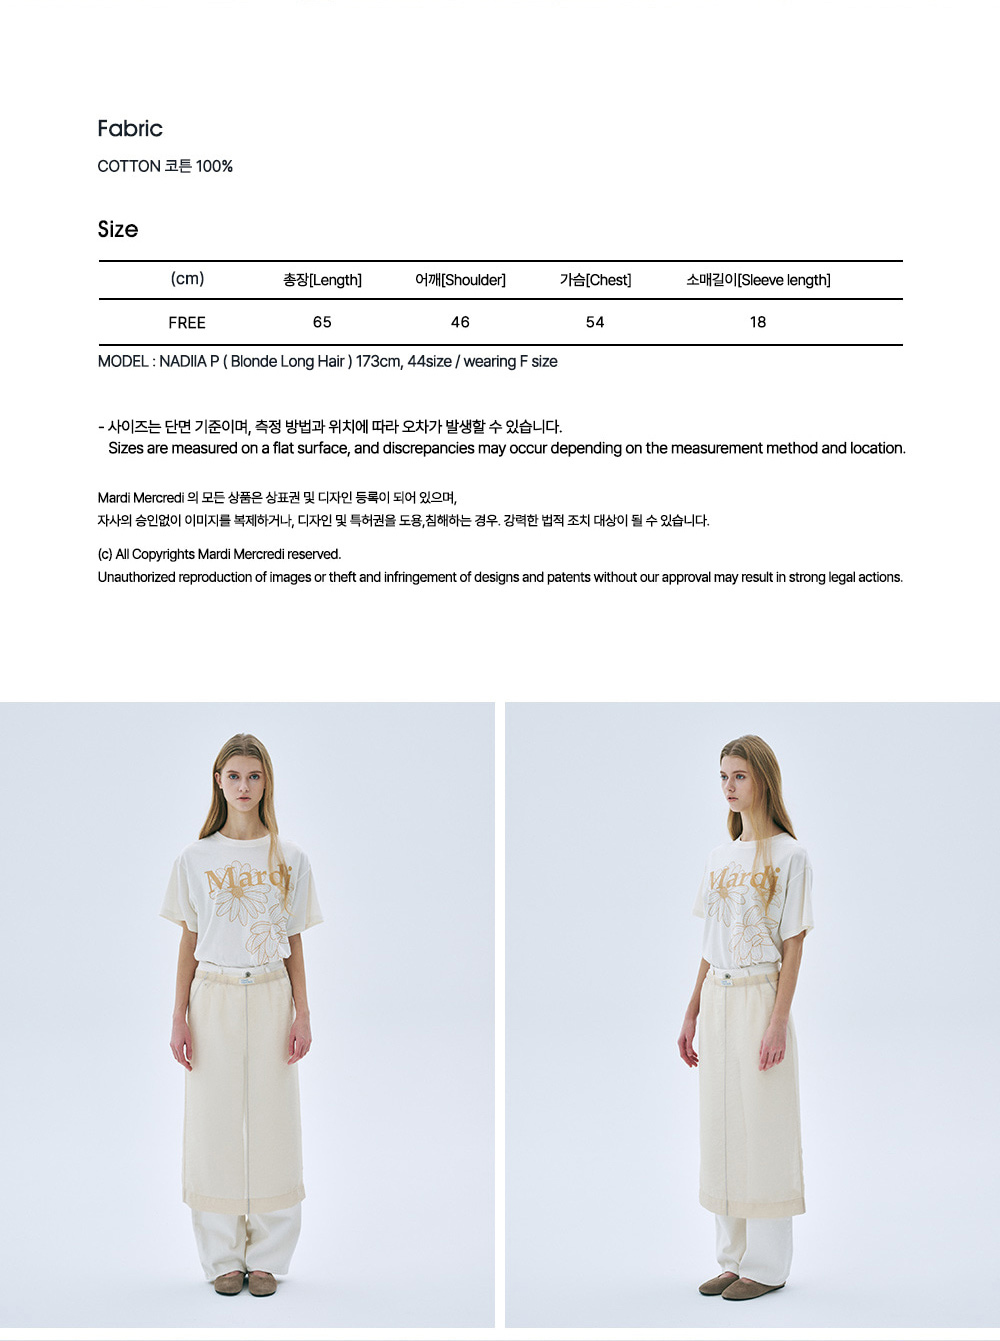 Fabric
COTTON 코튼 100%
Size
(cm) 총장[Length] 어깨[Shoulder] 가슴[Chest] 소매길이[Sleeve length]
FREE 65 46 54 18
MODEL : NADIIA P ( Blonde Long Hair ) 173cm, 44size / wearing F size
- 사이즈는 단면 기준이며, 측정 방법과 위치에 따라 오차가 발생할 수 있습니다.
Sizes are measured on a flat surface, and discrepancies may occur depending on the measurement method and location.
Mardi Mercredi 의 모든 상품은 상표권 및 디자인 등록이 되어 있으며,
자사의 승인없이 이미지를 복제하거나, 디자인 및 특허권을 도용,침해하는 경우. 강력한 법적 조치 대상이 될 수 있습니다.
(c) All Copyrights Mardi Mercredi reserved.
Unauthorized reproduction of images or theft and infringement of designs and patents without our approval may result in strong legal actions.
Mardi
Mardi